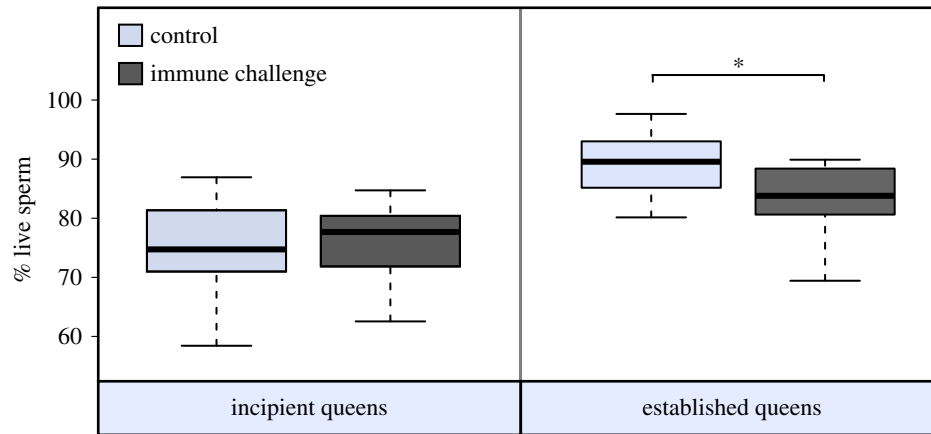 control
immune challenge
*
100
90
80
70
60
% live sperm
incipient queens
established queens